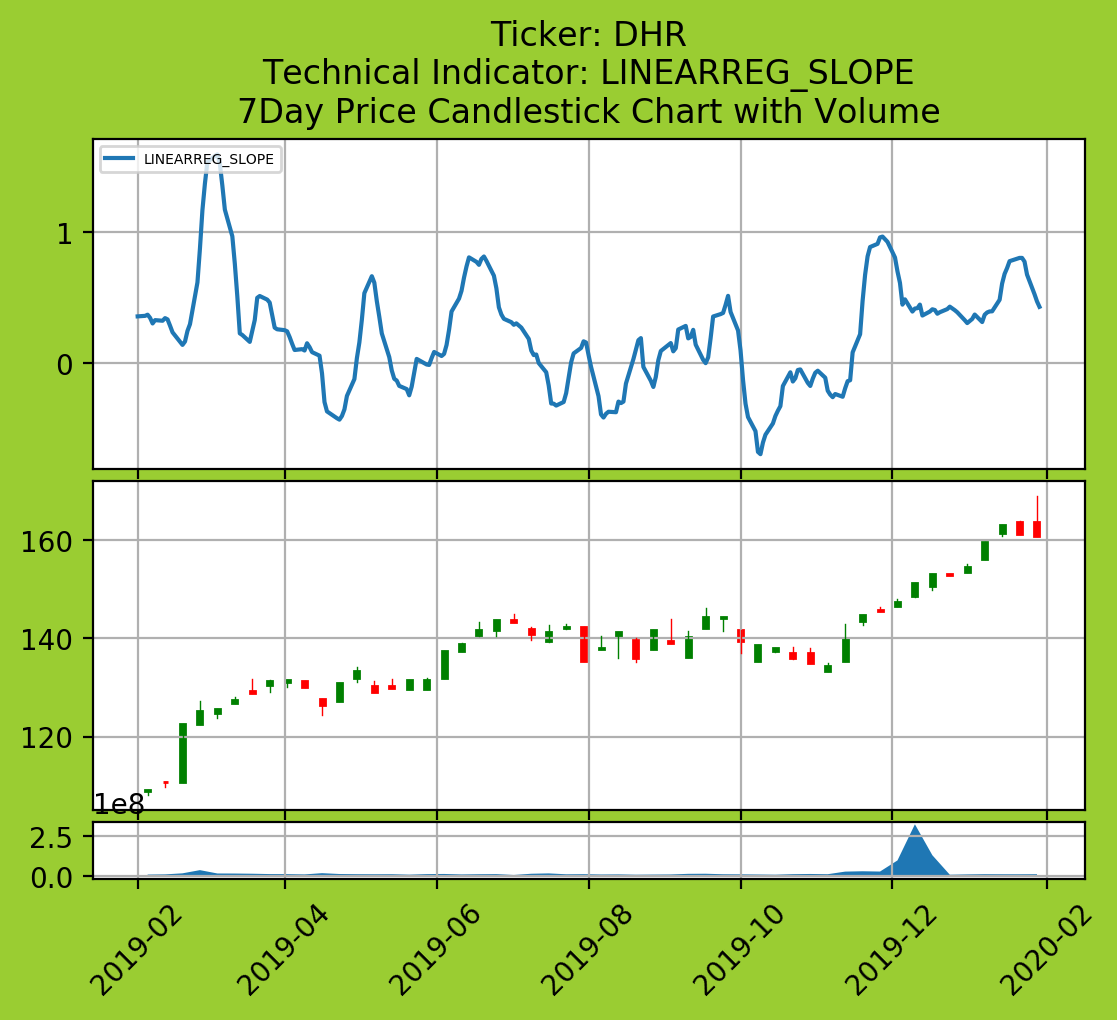 Ticker: DHR
Technical Indicator: LINEARREG_SLOPE
7Day Price Candlestick Chart with Volume
LINEARREG_SLOPE
1
0
160
140
120
1e8
2.5
0.0
2019-02
2019-04
2019-06
2019-08
2019-10
2019-12
2020-02